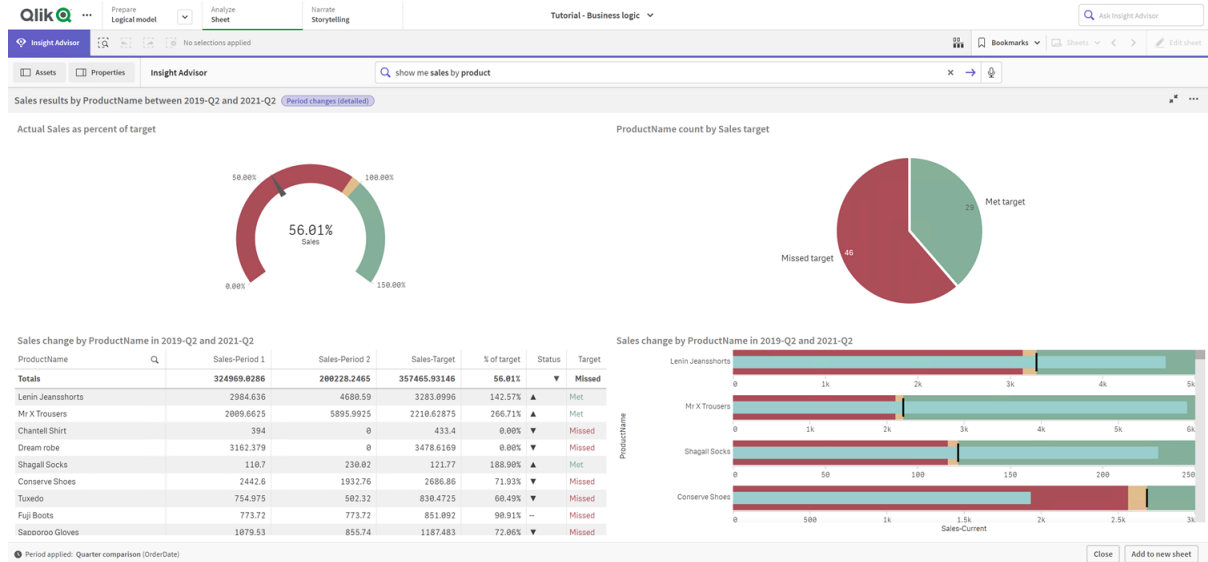 Qlik Q ... Prepare Logical model Analyze Sheet Narrate Storytelling Tutorial - Business logic Ask Insight Advisor
Insight Advisor No selections applied Bookmarks Sheets Edit sheet
Assets Properties Insight Advisor show me sales by product
Sales results by ProductName between 2019-Q2 and 2021-Q2 Period changes (detailed) ...
Actual Sales as percent of target
50.00% 100.00%
56.01%
Sales
0.00% 150.00%
ProductName count by Sales target
29 Met target
Missed target 46
Sales change by ProductName in 2019-Q2 and 2021-Q2
ProductName Sales-Period 1 Sales-Period 2 Sales-Target % of target Status Target
Totals 324969.0286 200228.2465 357465.93146 56.01% ▼ Missed
Lenin Jeansshorts 2984.636 4680.59 3283.0996 142.57% ▲ Met
Mr X Trousers 2009.6625 5895.9925 2210.62875 266.71% ▲ Met
Chantell Shirt 394 0 433.4 0.00% ▼ Missed
Dream robe 3162.379 0 3478.6169 0.00% ▼ Missed
Shagall Socks 110.7 230.02 121.77 188.90% ▲ Met
Conserve Shoes 2442.6 1932.76 2686.86 71.93% ▼ Missed
Tuxedo 754.975 502.32 830.4725 60.49% ▼ Missed
Fuji Boots 773.72 773.72 851.092 90.91% -- Missed
Sapporoo Gloves 1079.53 855.74 1187.483 72.06% ▼ Missed
Sales change by ProductName in 2019-Q2 and 2021-Q2
ProductName
Lenin Jeansshorts
0 1k 2k 3k 4k 5k
Mr X Trousers
0 1k 2k 3k 4k 5k 6k
Shagall Socks
0 50 100 150 200 250
Conserve Shoes
0 500 1k 1.5k 2k 2.5k 3k
Sales-Current
Period applied: Quarter comparison (OrderDate) Close Add to new sheet